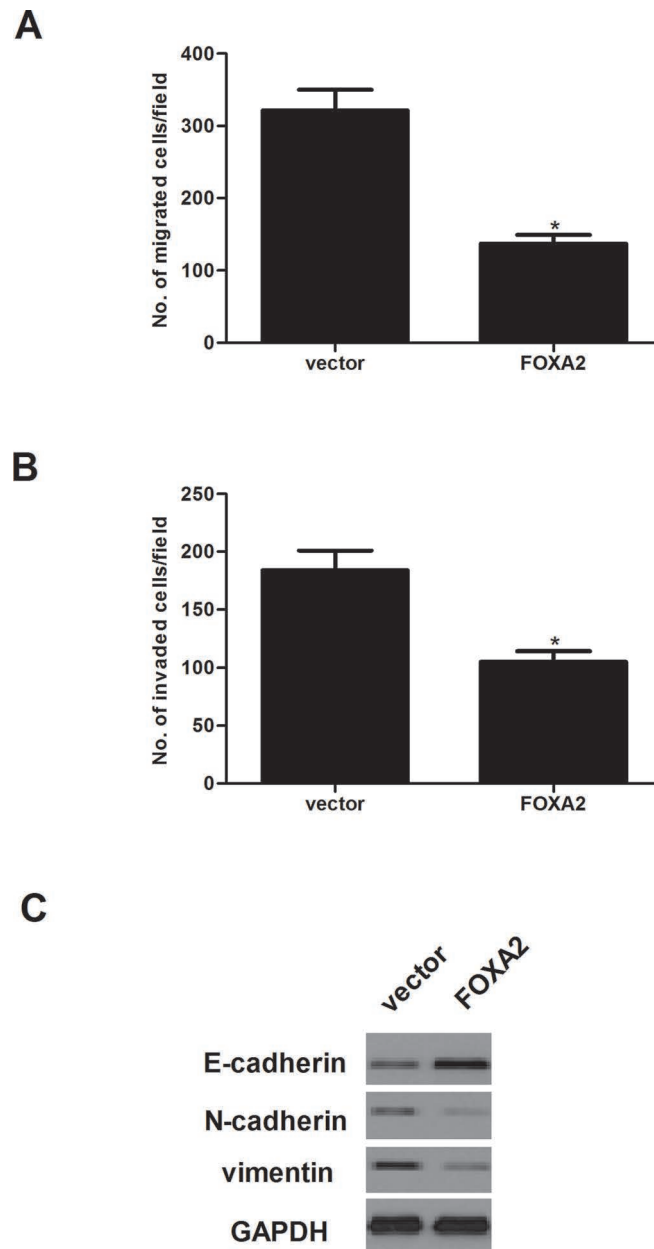 A
No. of migrated cells/field
400
300
200
100
0
*
vector
FOXA2
B
No. of invaded cells/field
250
200
150
100
50
0
*
vector
FOXA2
C
vector
FOXA2
E-cadherin
N-cadherin
vimentin
GAPDH